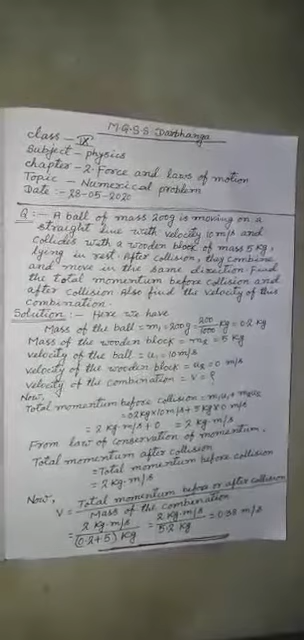 M.G.S.S Darbhanga
Class - IX
Subject - physics
chapter - 2. Force and laws of motion
Topic - Numerical problem
Date :- 28-05-2020
Q:- A ball of mass 200g is moving on a
straight line with velocity 10 m/s and
collides with a wooden block of mass 5 Kg,
lying in rest. After collision, they combine
and move in the same direction. Find
the total momentum before collision and
after collision. Also find the velocity of this
combination.
Solution :- Here we have
Mass of the ball = m₁ = 200g = 200/1000 kg = 0.2 kg
Mass of the wooden block = m₂ = 5 Kg
velocity of the ball = u₁ = 10 m/s
velocity of the wooden block = u₂ = 0 m/s
velocity of the combination = v = ?
Now,
Total momentum before collision = m₁u₁ + m₂u₂
= 0.2 kg x 10 m/s + 5 kg x 0 m/s
= 2 kg.m/s + 0 = 2 kg.m/s
From law of conservation of momentum,
Total momentum after collision
= Total momentum before collision
= 2 kg.m/s
Now,
v = Total momentum before or after collision / Mass of the combination
= 2 kg.m/s / (0.2+5) kg = 2 kg.m/s / 5.2 kg = 0.38 m/s